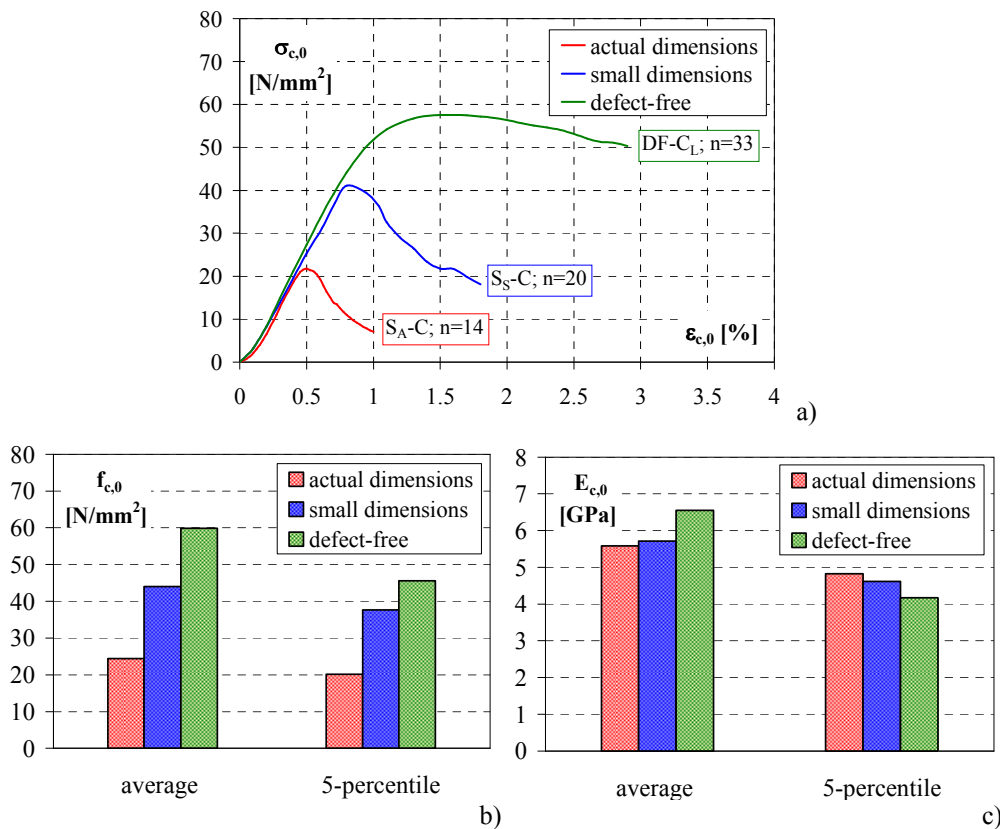 80
70
60
50
40
30
20
10
0
σc,0
[N/mm2]
actual dimensions
small dimensions
defect-free
DF-CL; n=33
SS-C; n=20
SA-C; n=14
εc,0 [%]
0 0.5 1 1.5 2 2.5 3 3.5 4
a)
80
70
60
50
40
30
20
10
0
fc,0
[N/mm2]
actual dimensions
small dimensions
defect-free
average 5-percentile
b)
8
7
6
5
4
3
2
1
0
Ec,0
[GPa]
actual dimensions
small dimensions
defect-free
average 5-percentile
c)